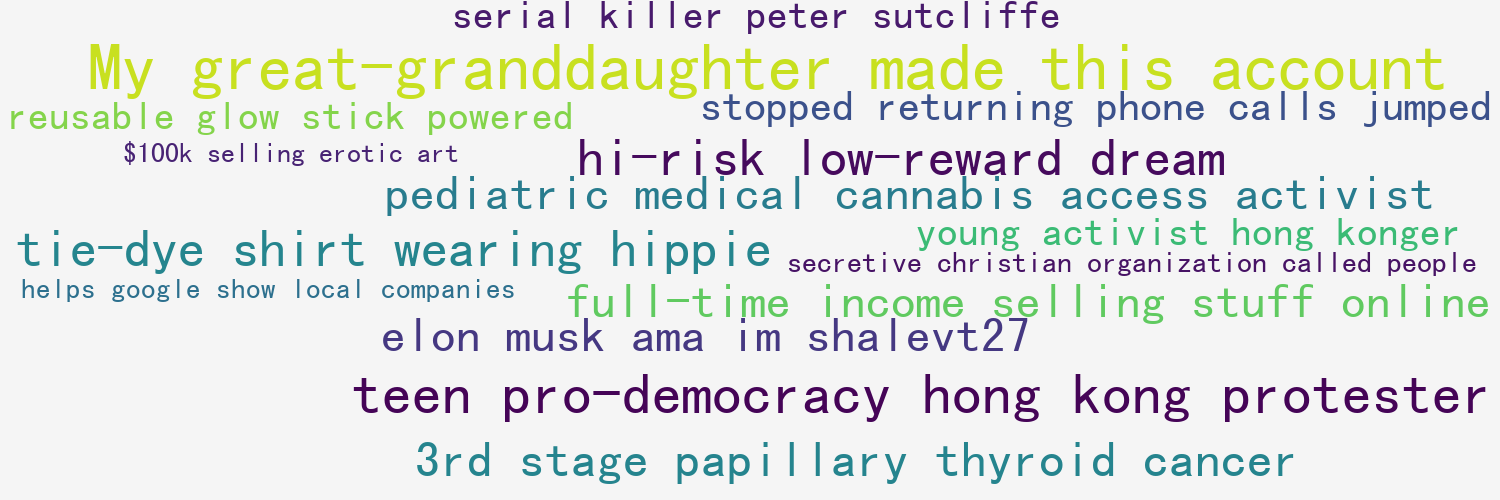 serial killer peter sutcliffe
My great-granddaughter made this account
stopped returning phone calls jumped
reusable glow stick powered
$100k selling erotic art
hi-risk low-reward dream
pediatric medical cannabis access activist
young activist hong konger
tie-dye shirt wearing hippie
secretive christian organization called people
helps google show local companies
full-time income selling stuff online
elon musk ama im shalevt27
teen pro-democracy hong kong protester
3rd stage papillary thyroid cancer